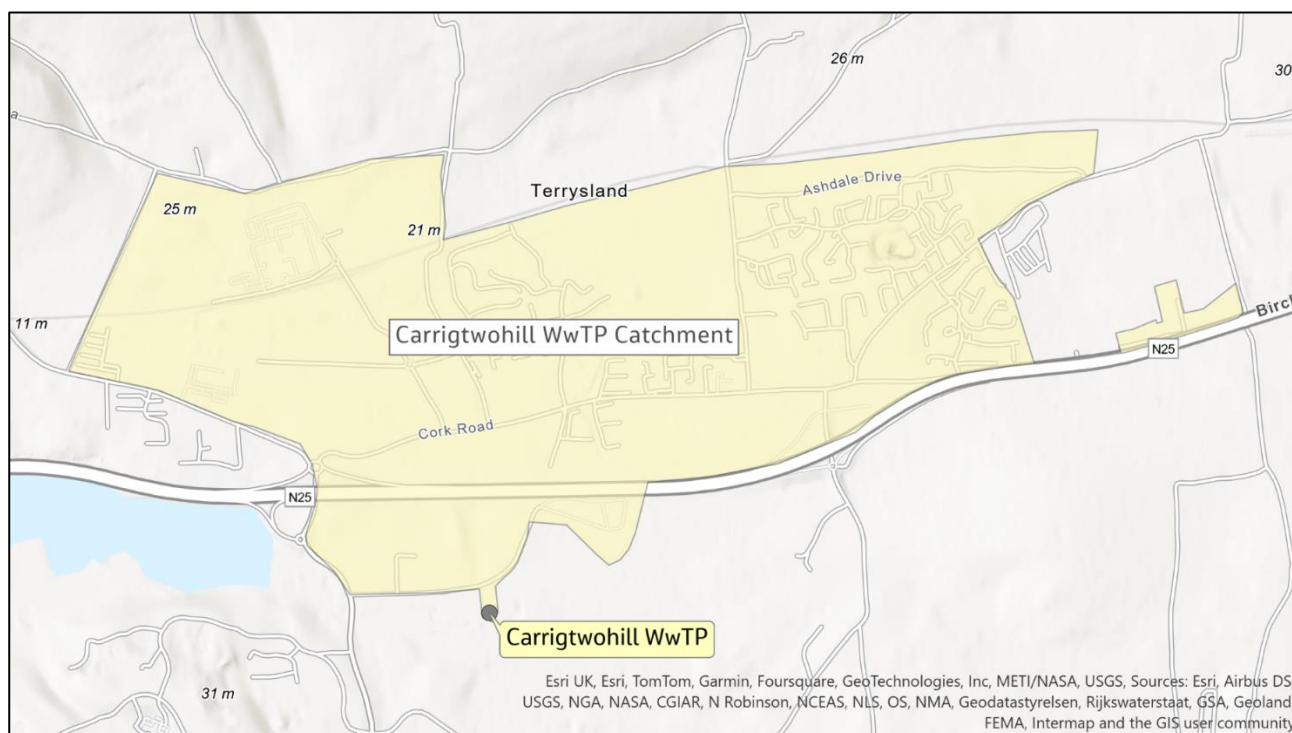 26 m
30
a
Terrysland
Ashdale Drive
25 m
21 m
11 m
Carrigtwohill WwTP Catchment
Birch
N25
Cork Road
N25
Carrigtwohill WwTP
31 m
Esri UK, Esri, TomTom, Garmin, Foursquare, GeoTechnologies, Inc, METI/NASA, USGS, Sources: Esri, Airbus DS,
USGS, NGA, NASA, CGIAR, N Robinson, NCEAS, NLS, OS, NMA, Geodatastyrelsen, Rijkswaterstaat, GSA, Geoland,
FEMA, Intermap and the GIS user community